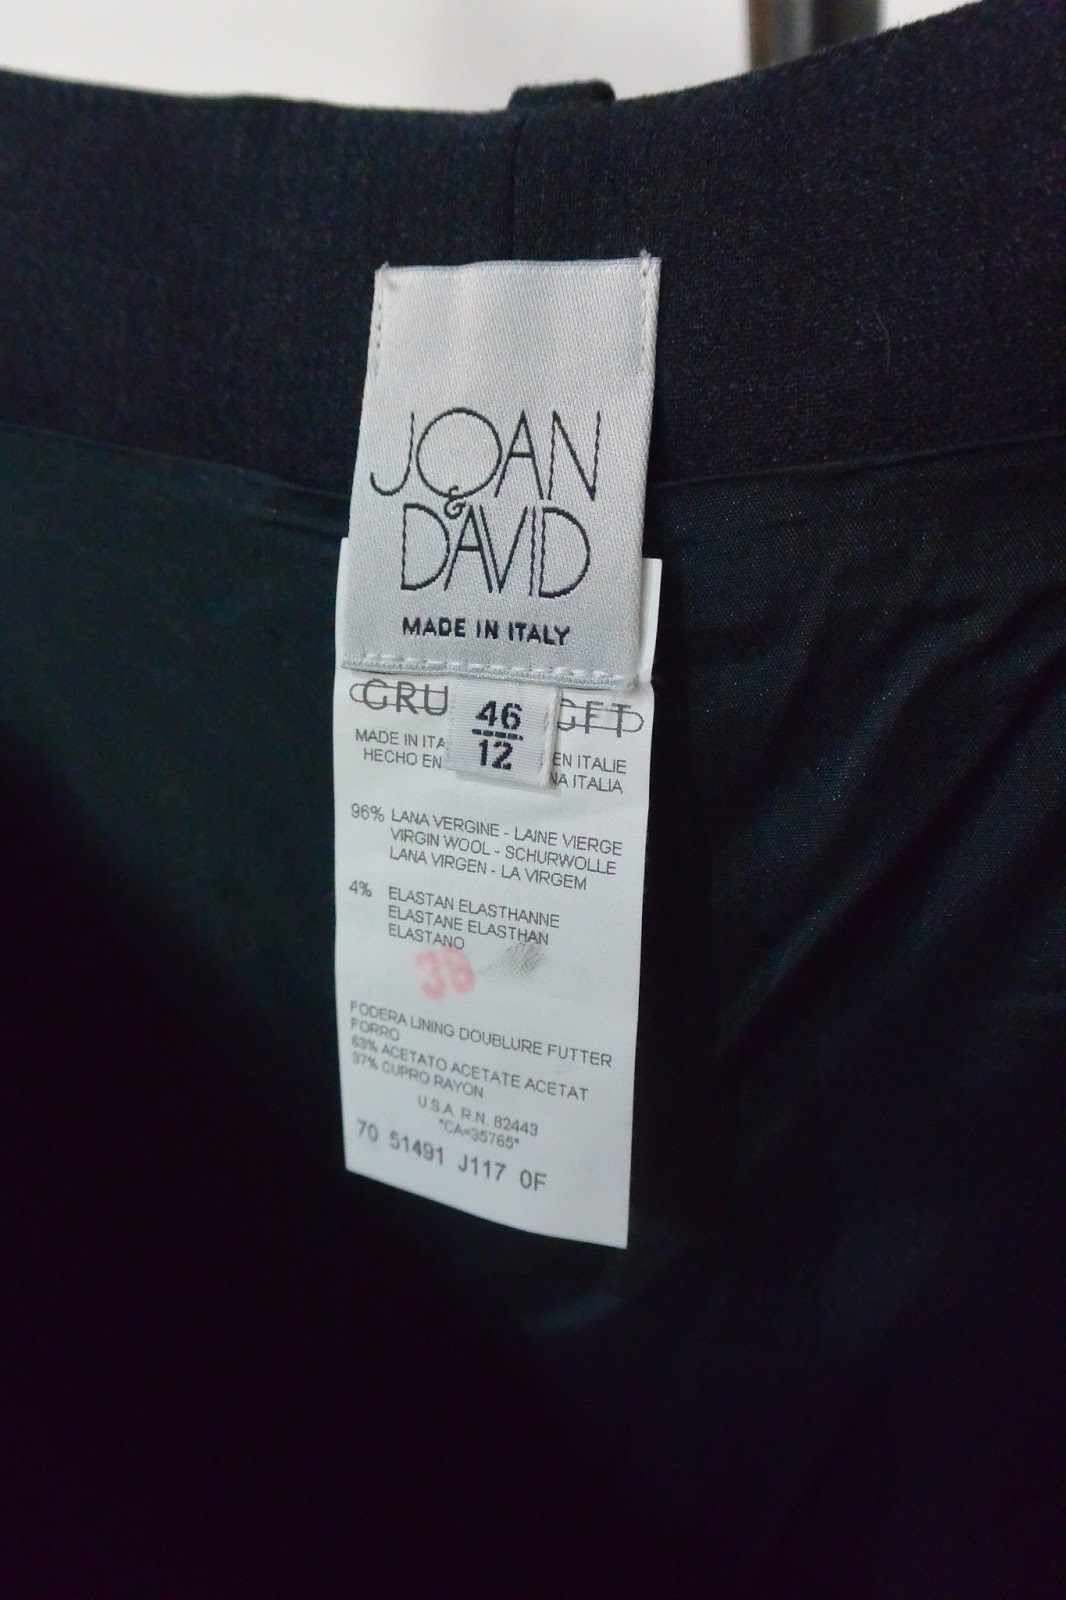 JOAN
&
DAVID
MADE IN ITALY
46
12
MADE IN ITA EN ITALIE
HECHO EN NA ITALIA
96% LANA VERGINE - LAINE VIERGE
VIRGIN WOOL - SCHURWOLLE
LANA VIRGEN - LA VIRGEM
4% ELASTAN ELASTHANNE
ELASTANE ELASTHAN
ELASTANO
38
FODERA LINING DOUBLURE FUTTER
FORRO
63% ACETATO ACETATE ACETAT
37% CUPRO RAYON
U.S.A. R.N. 82443
"CA=35765"
70 51491 J117 0F